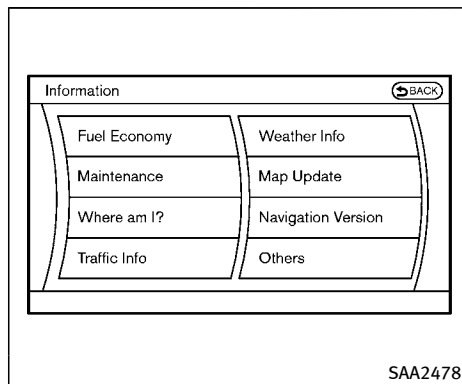 Information
BACK
Fuel Economy
Weather Info
Maintenance
Map Update
Where am I?
Navigation Version
Traffic Info
Others
SAA2478